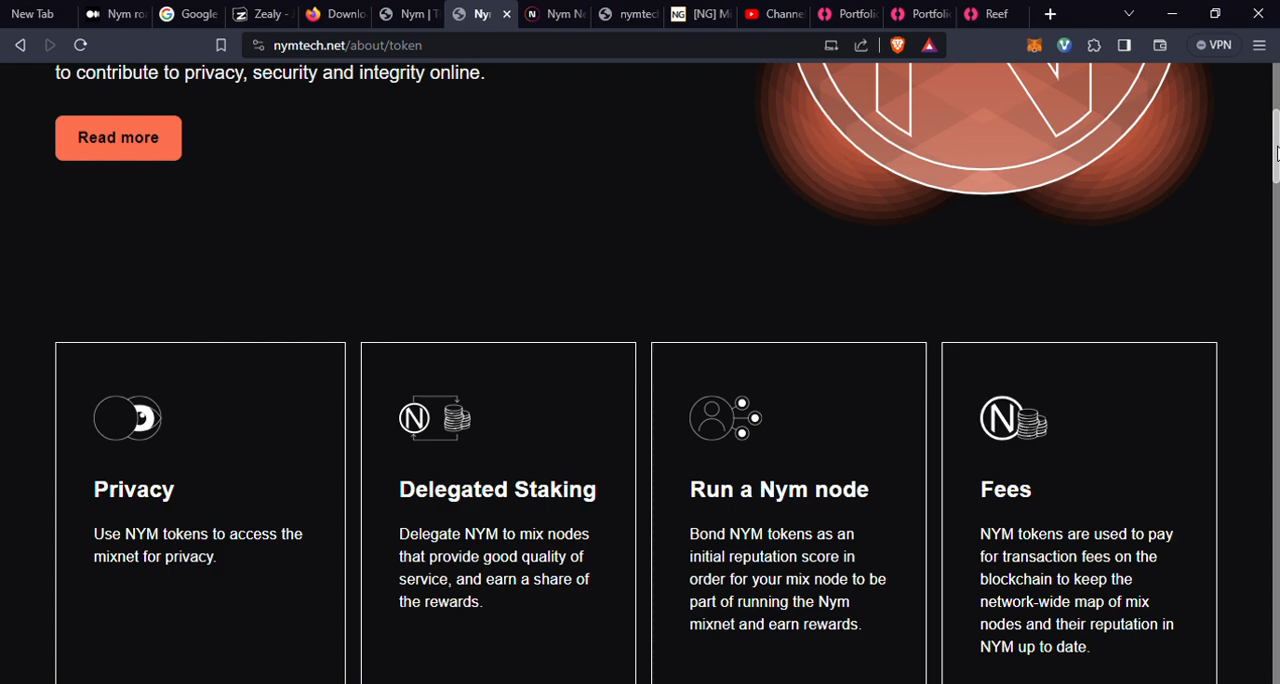 New Tab
Nym ro
Google
Zealy -
Downlo
Nym | T
Nyı
Nym Ne
nymtec
[NG] Mi
Channe
Portfoli
Portfoli
Reef
nymtech.net/about/token
VPN
to contribute to privacy, security and integrity online.
Read more
Privacy
Use NYM tokens to access the
mixnet for privacy.
Delegated Staking
Delegate NYM to mix nodes
that provide good quality of
service, and earn a share of
the rewards.
Run a Nym node
Bond NYM tokens as an
initial reputation score in
order for your mix node to be
part of running the Nym
mixnet and earn rewards.
Fees
NYM tokens are used to pay
for transaction fees on the
blockchain to keep the
network-wide map of mix
nodes and their reputation in
NYM up to date.